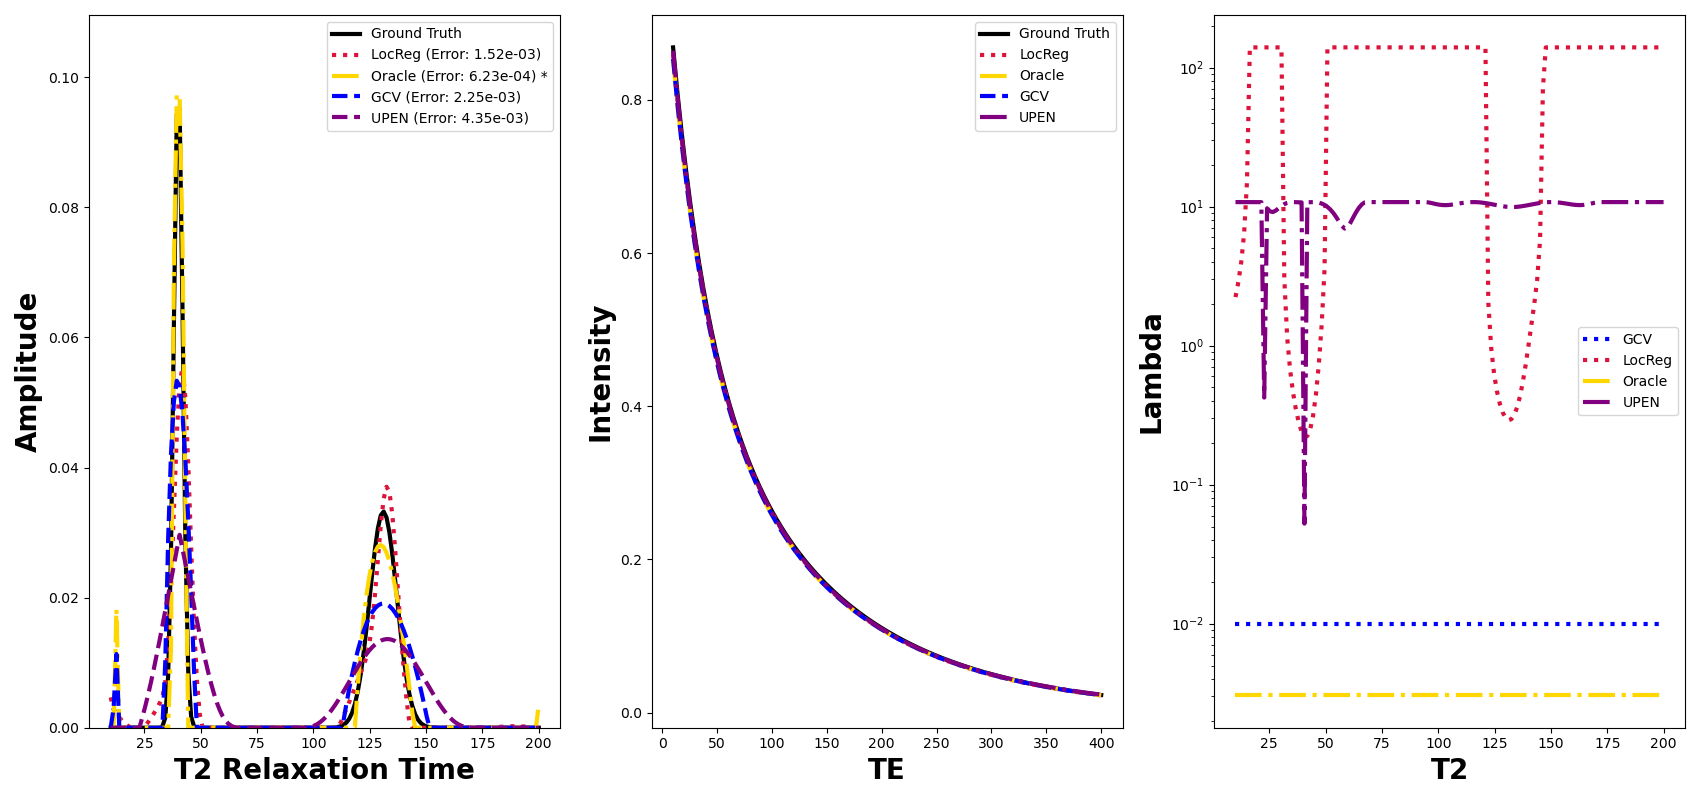 Amplitude
0.10
0.08
0.06
0.04
0.02
0.00
Ground Truth
LocReg (Error: 1.52e-03)
Oracle (Error: 6.23e-04) *
GCV (Error: 2.25e-03)
UPEN (Error: 4.35e-03)
25 50 75 100 125 150 175 200
T2 Relaxation Time
Intensity
0.8
0.6
0.4
0.2
0.0
Ground Truth
LocReg
Oracle
GCV
UPEN
0 50 100 150 200 250 300 350 400
TE
Lambda
10²
10¹
10⁰
10⁻¹
10⁻²
GCV
LocReg
Oracle
UPEN
25 50 75 100 125 150 175 200
T2